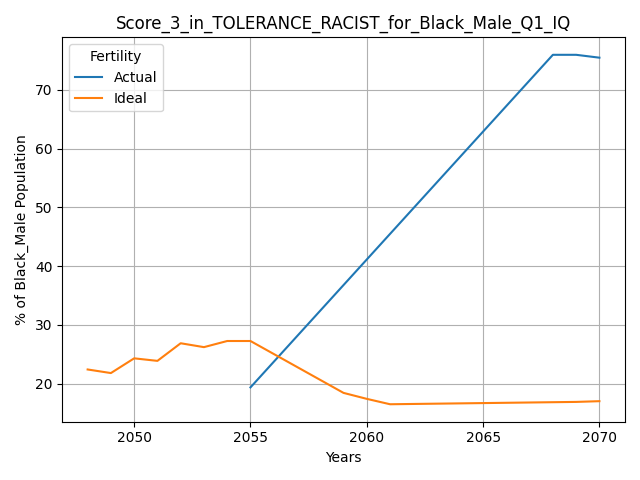 Score_3_in_TOLERANCE_RACIST_for_Black_Male_Q1_IQ
Fertility
Actual
Ideal
% of Black_Male Population
70
60
50
40
30
20
2050 2055 2060 2065 2070
Years